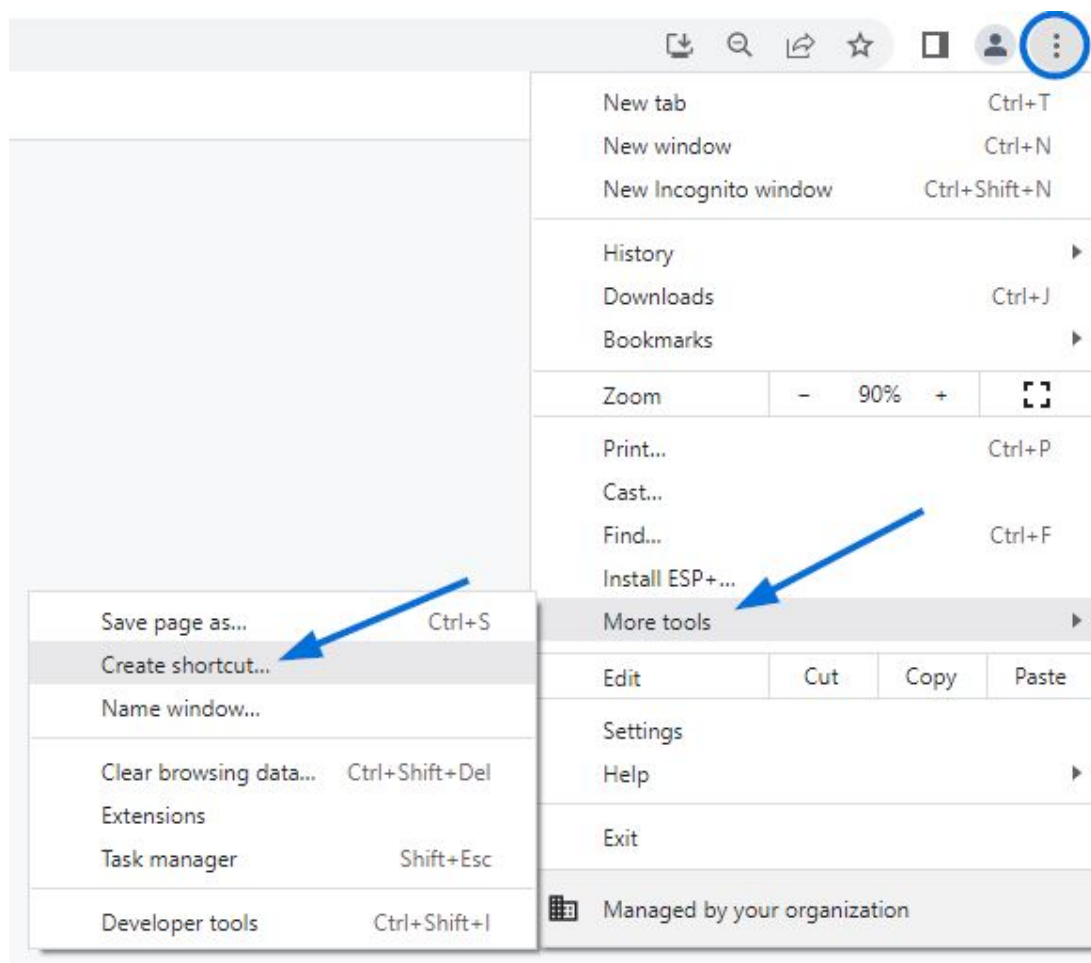 New tab Ctrl+T
New window Ctrl+N
New Incognito window Ctrl+Shift+N
History
Downloads Ctrl+J
Bookmarks
Zoom - 90% +
Print... Ctrl+P
Cast...
Find... Ctrl+F
Install ESP+...
More tools
Edit Cut Copy Paste
Settings
Help
Exit
Managed by your organization
Save page as... Ctrl+S
Create shortcut...
Name window...
Clear browsing data... Ctrl+Shift+Del
Extensions
Task manager Shift+Esc
Developer tools Ctrl+Shift+I